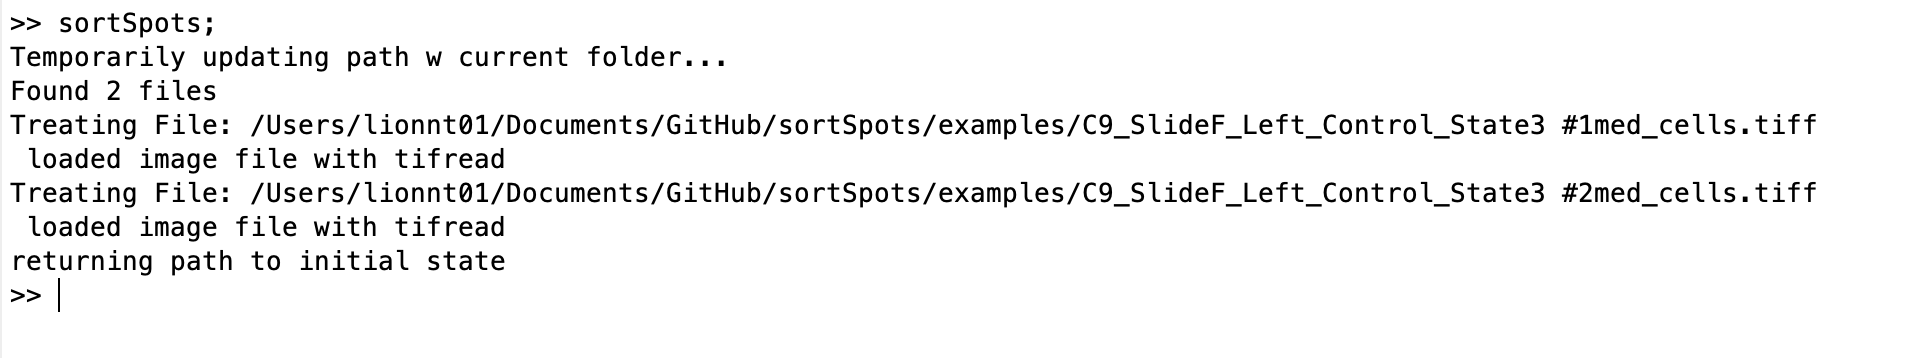 >> sortSpots;
Temporarily updating path w current folder...
Found 2 files
Treating File: /Users/lionnt01/Documents/GitHub/sortSpots/examples/C9_SlideF_Left_Control_State3 #1med_cells.tiff
 loaded image file with tifread
Treating File: /Users/lionnt01/Documents/GitHub/sortSpots/examples/C9_SlideF_Left_Control_State3 #2med_cells.tiff
 loaded image file with tifread
returning path to initial state
>>